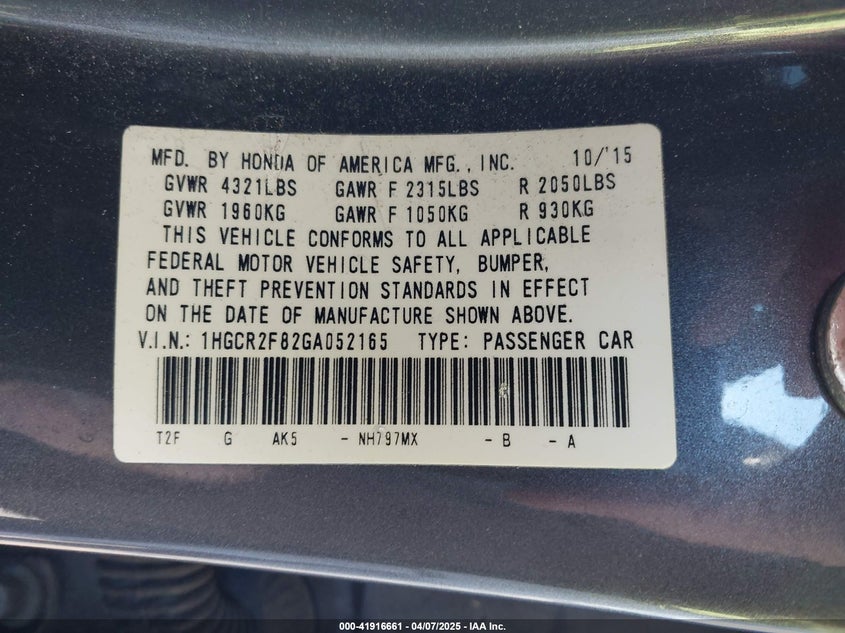 MFD. BY HONDA OF AMERICA MFG., INC. 10/'15
GVWR 4321LBS GAWR F 2315LBS R 2050LBS
GVWR 1960KG GAWR F 1050KG R 930KG
THIS VEHICLE CONFORMS TO ALL APPLICABLE
FEDERAL MOTOR VEHICLE SAFETY, BUMPER,
AND THEFT PREVENTION STANDARDS IN EFFECT
ON THE DATE OF MANUFACTURE SHOWN ABOVE.
V.I.N.: 1HGCR2F82GA052165 TYPE: PASSENGER CAR
T2F G AK5 - NH797MX - B - A
000-41916661 | 04/07/2025 - IAA Inc.